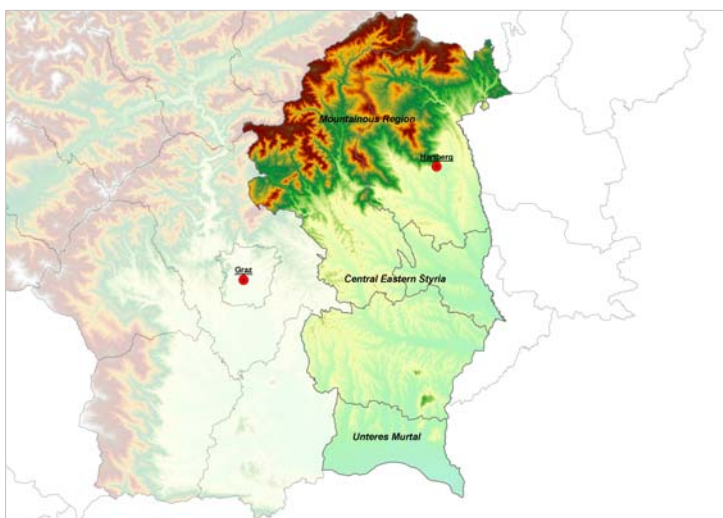 Mountainous Region
Hartberg
Graz
Central Eastern Styria
Unteres Murtal